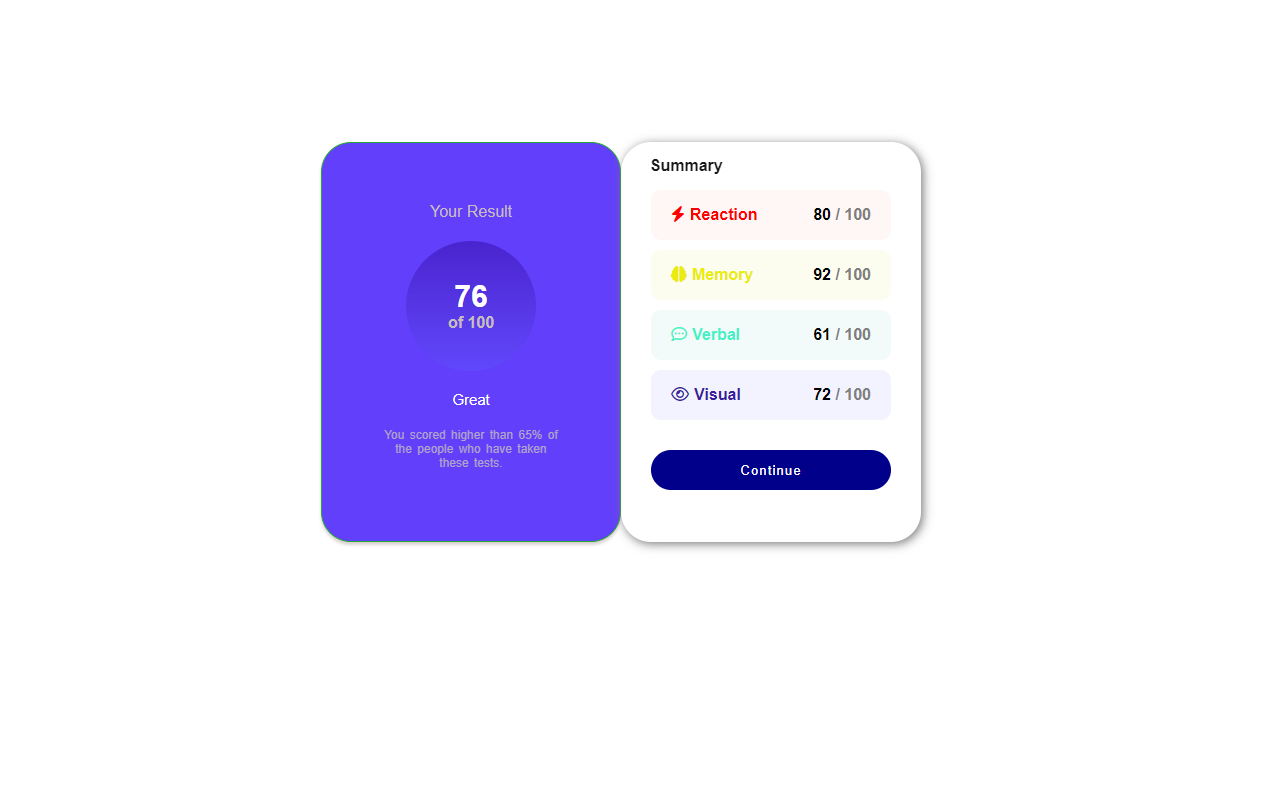 Your Result
76
of 100
Great
You scored higher than 65% of
the people who have taken
these tests.
Summary
Reaction 80 / 100
Memory 92 / 100
Verbal 61 / 100
Visual 72 / 100
Continue